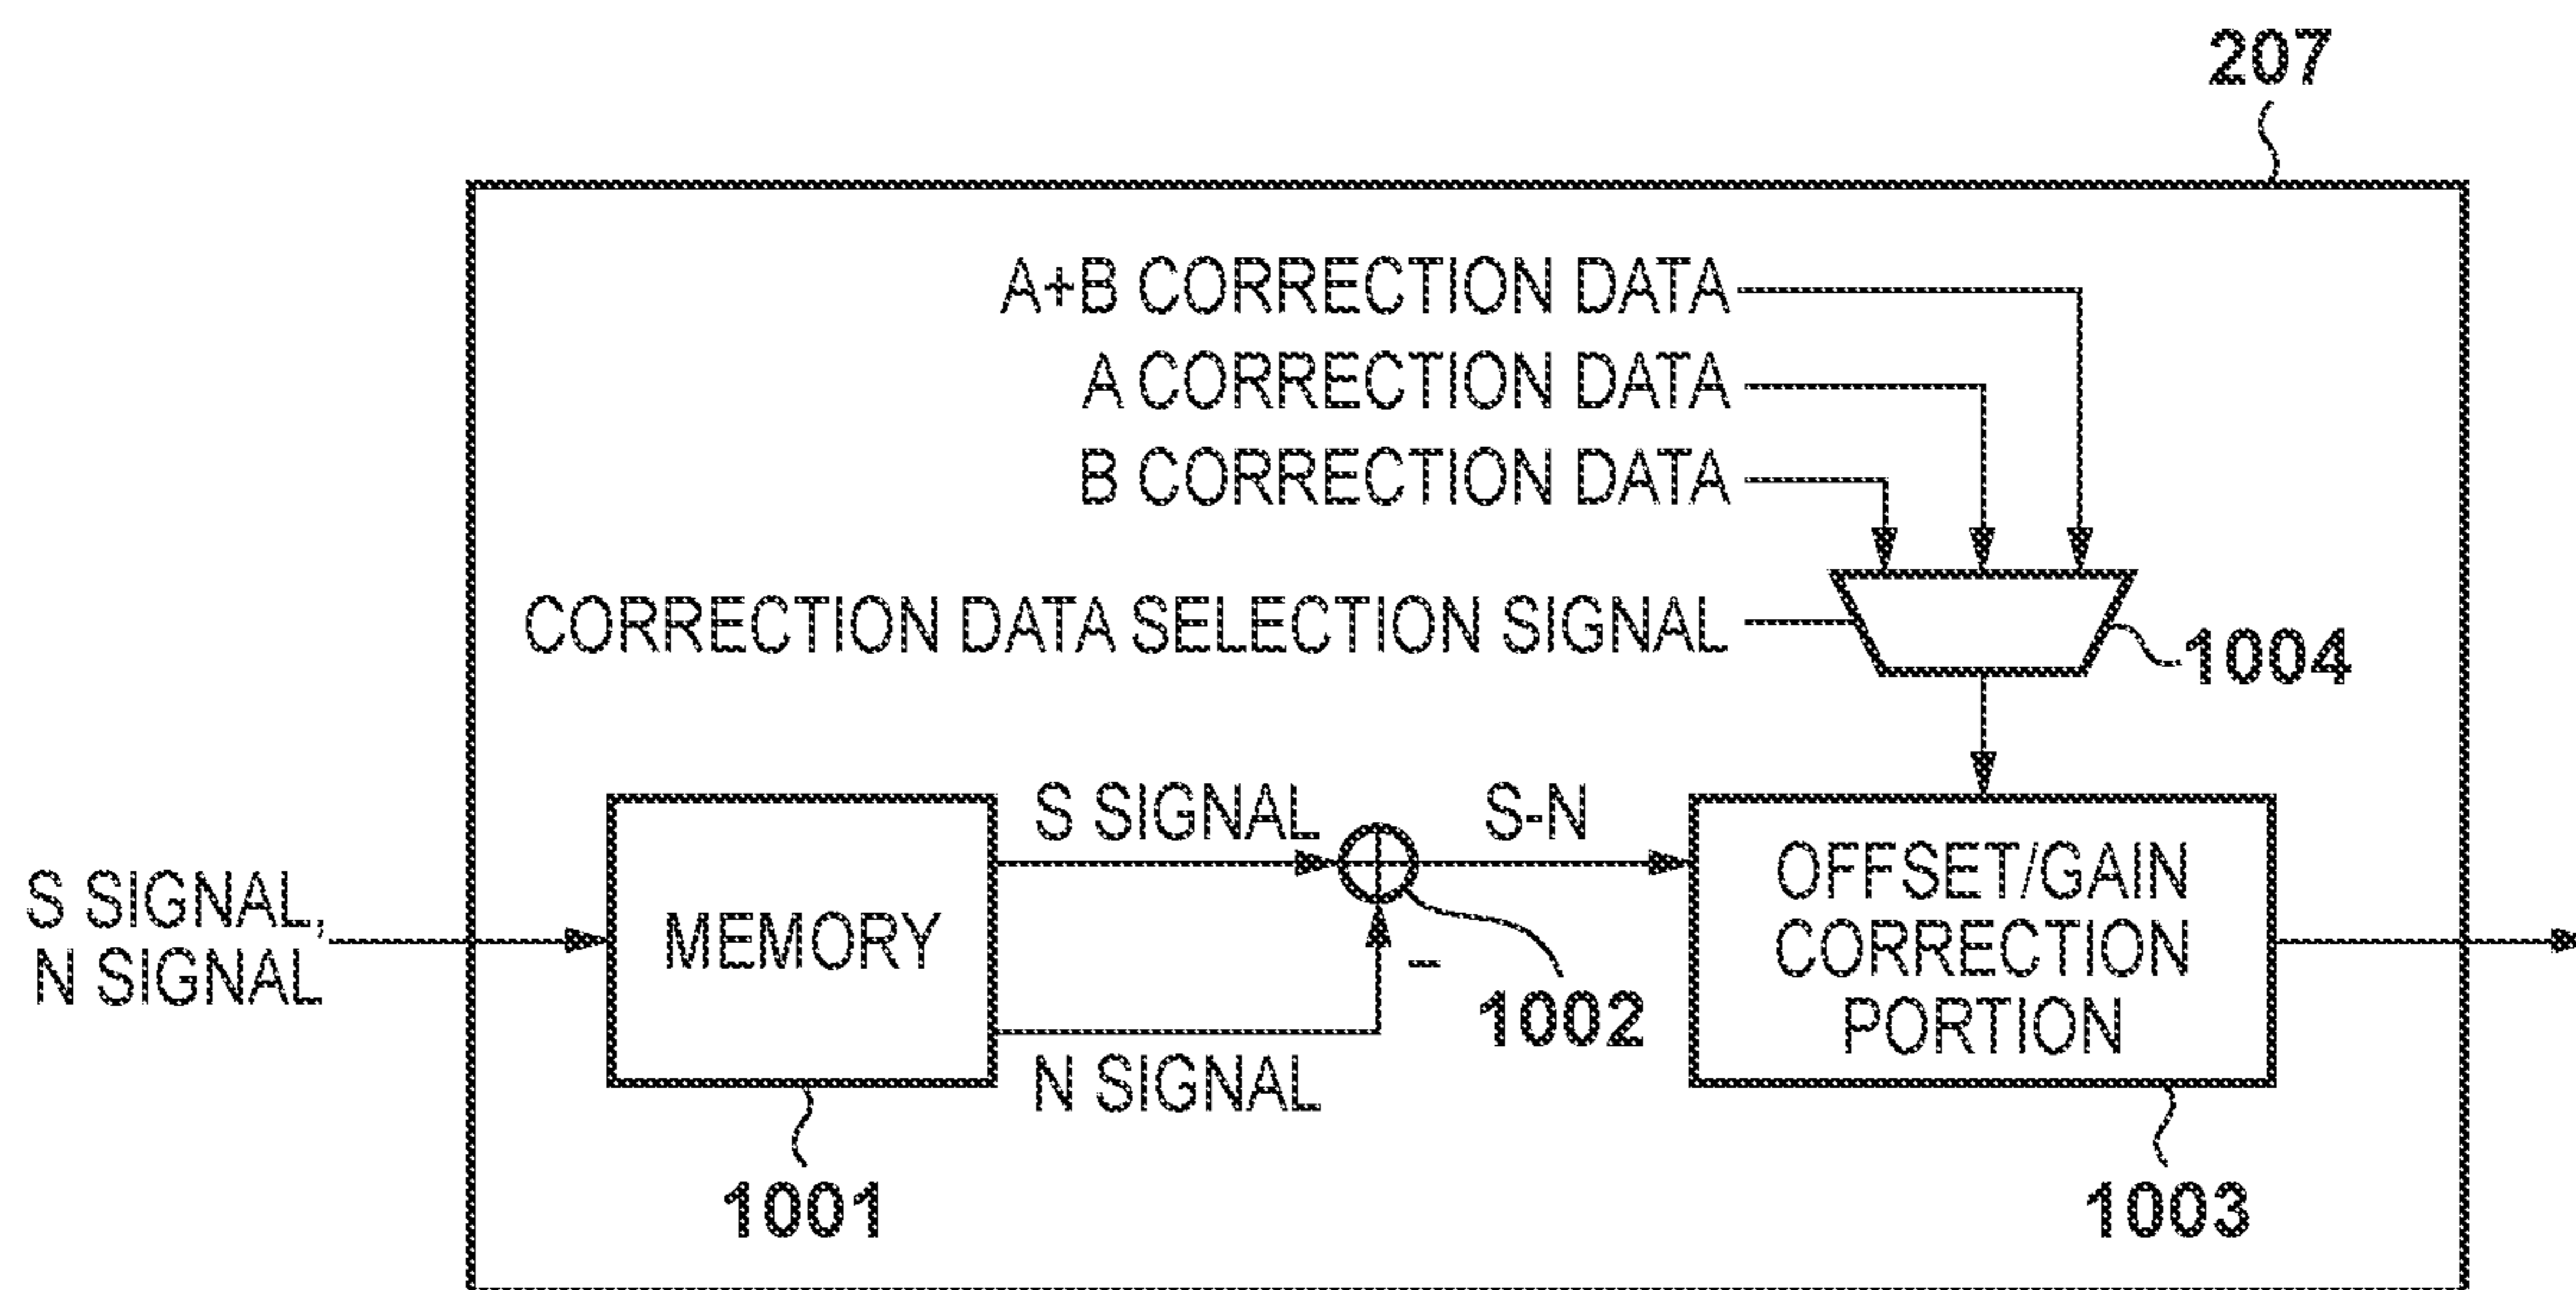 207
A+B CORRECTION DATA
A CORRECTION DATA
B CORRECTION DATA
CORRECTION DATA SELECTION SIGNAL
1004
S SIGNAL,
N SIGNAL
MEMORY
1001
S SIGNAL
N SIGNAL
-
1002
S-N
OFFSET/GAIN
CORRECTION
PORTION
1003